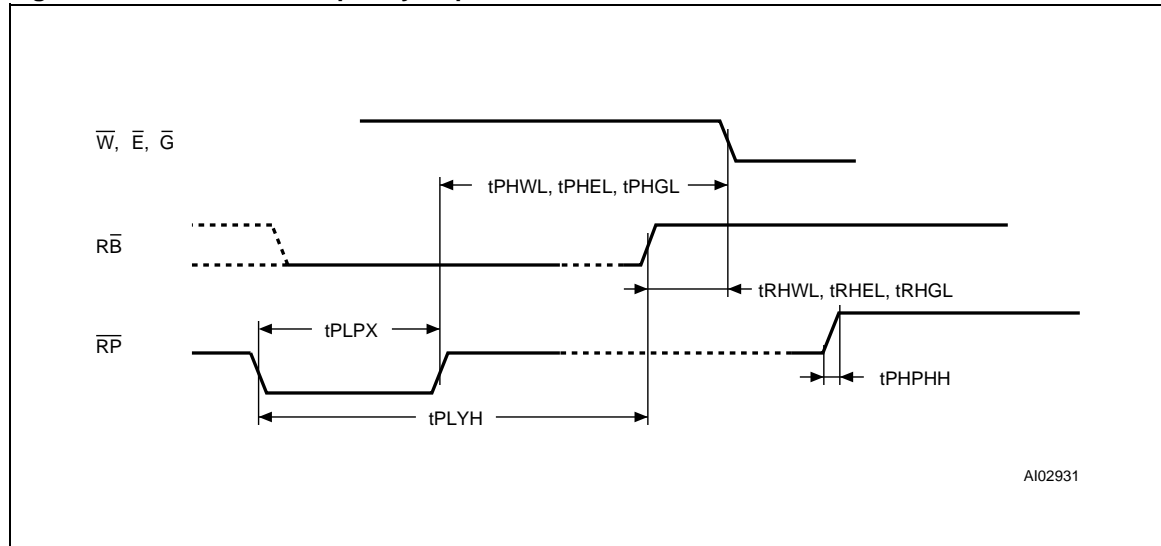 W̅, E̅, G̅
tPHWL, tPHEL, tPHGL
RB̅
tRHWL, tRHEL, tRHGL
tPLPX
R̅P̅
tPHPHH
tPLYH
AI02931